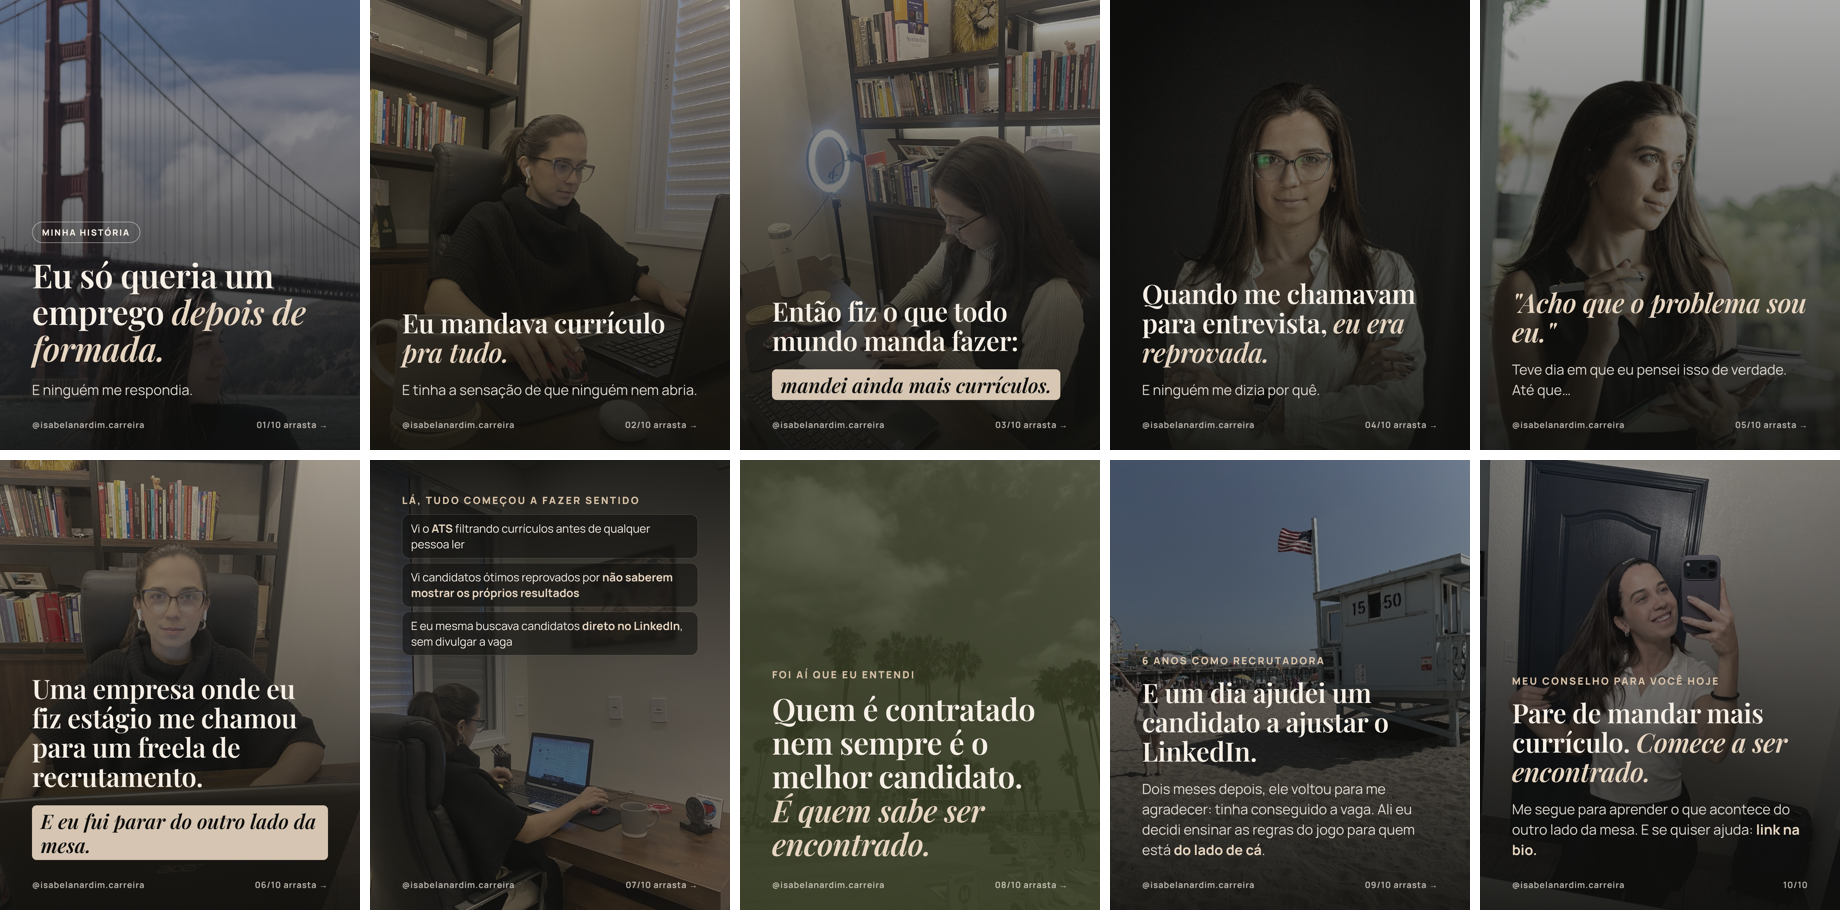 MINHA HISTÓRIA
Eu só queria um
emprego depois de
formada.
E ninguém me respondia.
@isabelanardim.carreira
01/10 arrasta →
Eu mandava currículo
pra tudo.
E tinha a sensação de que ninguém nem abria.
@isabelanardim.carreira
02/10 arrasta →
Então fiz o que todo
mundo manda fazer:
mandei ainda mais currículos.
@isabelanardim.carreira
03/10 arrasta →
Quando me chamavam
para entrevista, eu era
reprovada.
E ninguém me dizia por quê.
@isabelanardim.carreira
04/10 arrasta →
"Acho que o problema sou
eu."
Teve dia em que eu pensei isso de verdade.
Até que...
@isabelanardim.carreira
05/10 arrasta →
Uma empresa onde eu
fiz estágio me chamou
para um freela de
recrutamento.
E eu fui parar do outro lado da
mesa.
@isabelanardim.carreira
06/10 arrasta →
LÁ, TUDO COMEÇOU A FAZER SENTIDO
Vi o ATS filtrando currículos antes de qualquer
pessoa ler
Vi candidatos ótimos reprovados por não saberem
mostrar os próprios resultados
E eu mesma buscava candidatos direto no LinkedIn,
sem divulgar a vaga
@isabelanardim.carreira
07/10 arrasta →
FOI AÍ QUE EU ENTENDI
Quem é contratado
nem sempre é o
melhor candidato.
É quem sabe ser
encontrado.
@isabelanardim.carreira
08/10 arrasta →
15 50
6 ANOS COMO RECRUTADORA
E um dia ajudei um
candidato a ajustar o
LinkedIn.
Dois meses depois, ele voltou para me
agradecer: tinha conseguido a vaga. Ali eu
decidi ensinar as regras do jogo para quem
está do lado de cá.
@isabelanardim.carreira
09/10 arrasta →
MEU CONSELHO PARA VOCÊ HOJE
Pare de mandar mais
currículo. Comece a ser
encontrado.
Me segue para aprender o que acontece do
outro lado da mesa. E se quiser ajuda: link na
bio.
@isabelanardim.carreira
10/10